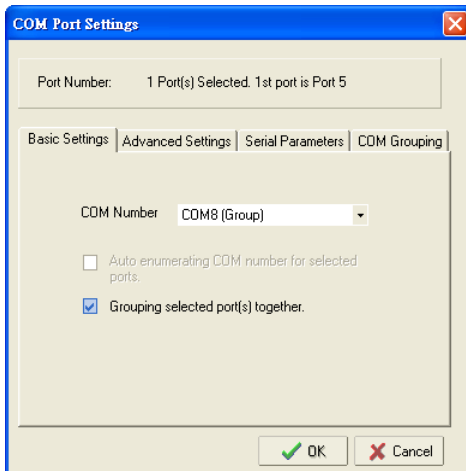 COM Port Settings
Port Number: 1 Port(s) Selected. 1st port is Port 5
Basic Settings Advanced Settings Serial Parameters COM Grouping
COM Number COM8 (Group)
Auto enumerating COM number for selected
ports.
Grouping selected port(s) together.
OK Cancel